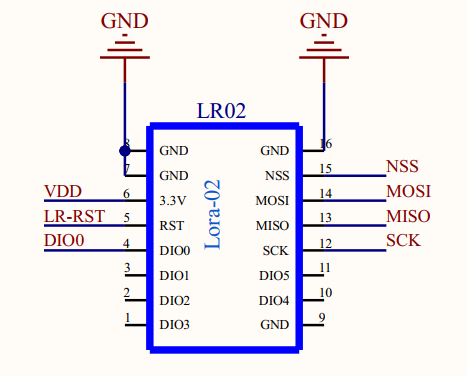 GND GND
LR02
8 GND GND 16
7 GND NSS 15 NSS
VDD 6 3.3V MOSI 14 MOSI
LR-RST 5 RST MISO 13 MISO
DIO0 4 DIO0 SCK 12 SCK
3 DIO1 DIO5 11
2 DIO2 DIO4 10
1 DIO3 GND 9
Lora-02